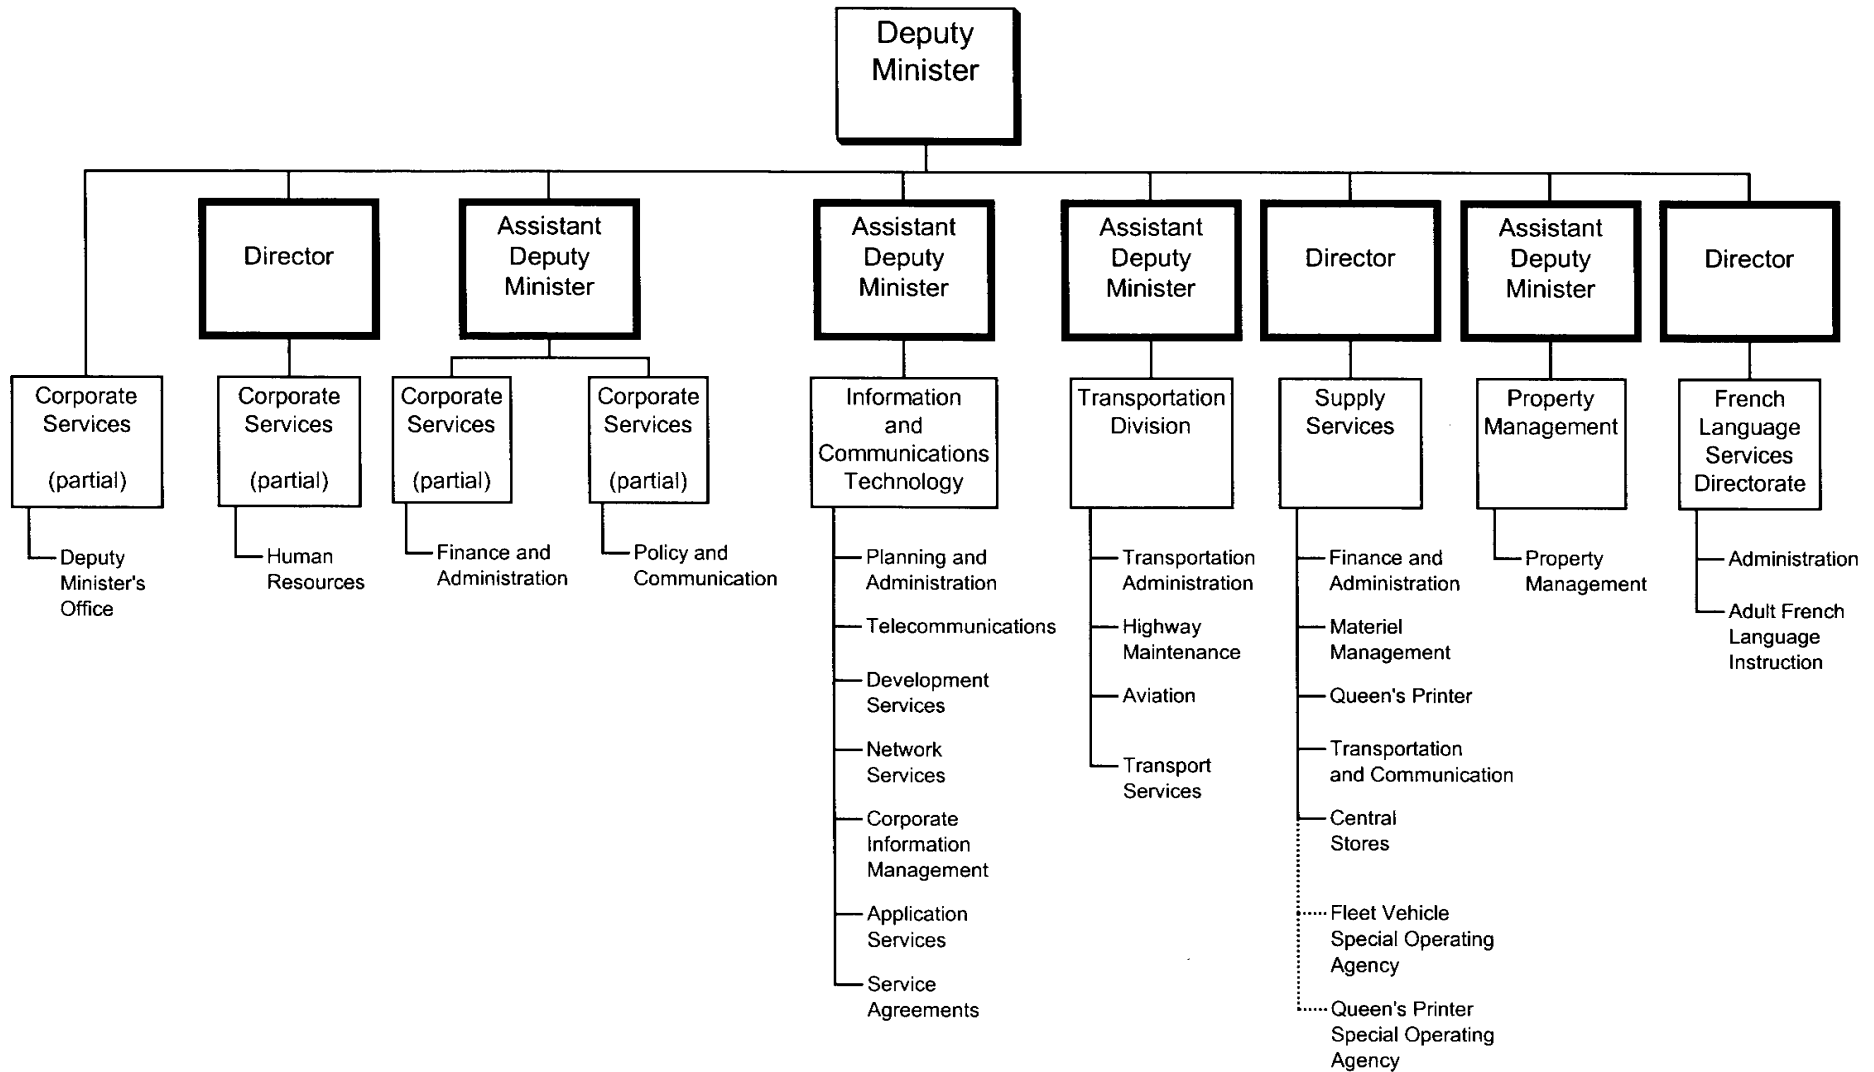 Deputy
Minister
Director
Assistant
Deputy
Minister
Assistant
Deputy
Minister
Assistant
Deputy
Minister
Director
Assistant
Deputy
Minister
Director
Corporate
Services
(partial)
Deputy
Minister's
Office
Corporate
Services
(partial)
Human
Resources
Corporate
Services
(partial)
Finance and
Administration
Corporate
Services
(partial)
Policy and
Communication
Information
and
Communications
Technology
Planning and
Administration
Telecommunications
Development
Services
Network
Services
Corporate
Information
Management
Application
Services
Service
Agreements
Transportation
Division
Transportation
Administration
Highway
Maintenance
Aviation
Transport
Services
Supply
Services
Finance and
Administration
Materiel
Management
Queen's Printer
Transportation
and Communication
Central
Stores
Fleet Vehicle
Special Operating
Agency
Queen's Printer
Special Operating
Agency
Property
Management
Property
Management
French
Language
Services
Directorate
Administration
Adult French
Language
Instruction